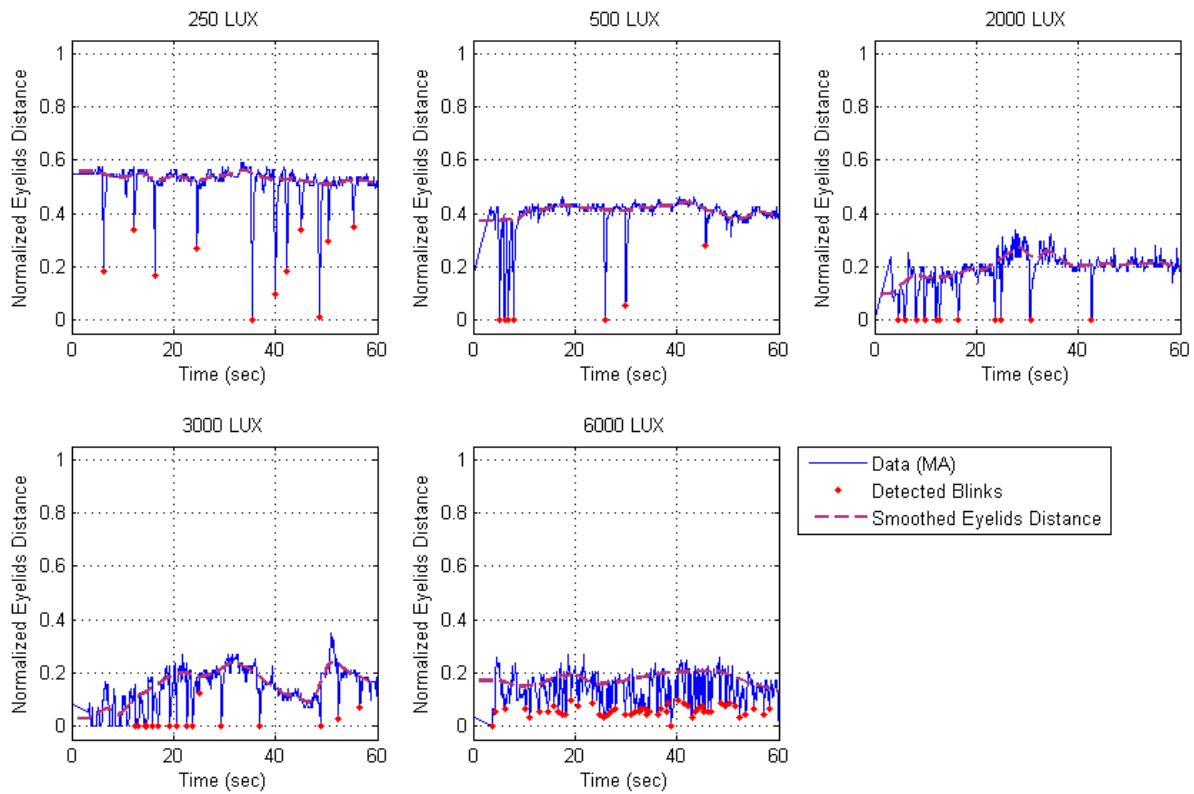 250 LUX
500 LUX
2000 LUX
Normalized Eyelids Distance
1
0.8
0.6
0.4
0.2
0
0 20 40 60
Time (sec)
Normalized Eyelids Distance
1
0.8
0.6
0.4
0.2
0
0 20 40 60
Time (sec)
Normalized Eyelids Distance
1
0.8
0.6
0.4
0.2
0
0 20 40 60
Time (sec)
3000 LUX
6000 LUX
Normalized Eyelids Distance
1
0.8
0.6
0.4
0.2
0
0 20 40 60
Time (sec)
Normalized Eyelids Distance
1
0.8
0.6
0.4
0.2
0
0 20 40 60
Time (sec)
Data (MA)
Detected Blinks
Smoothed Eyelids Distance